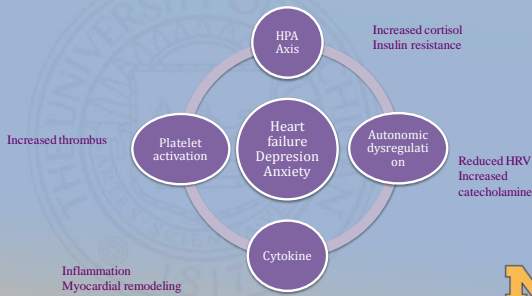 HPA
Axis
Increased cortisol
Insulin resistance
Increased thrombus
Platelet
activation
Heart
failure
Depresion
Anxiety
Autonomic
dysregulati
on
Reduced HRV
Increased
catecholamine
Cytokine
Inflammation
Myocardial remodeling